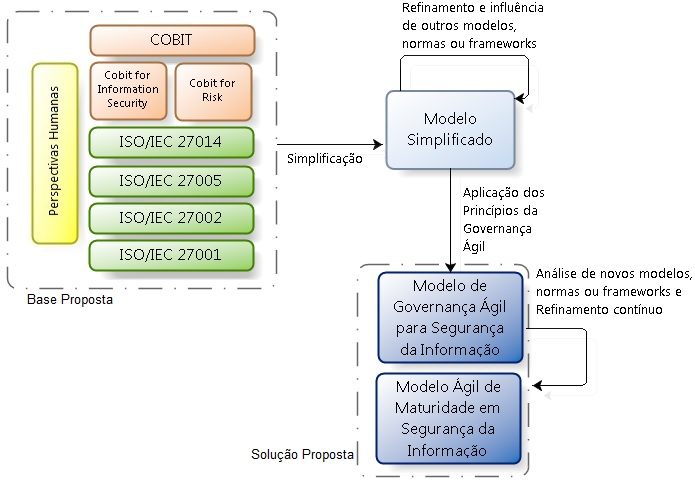 COBIT
Cobit for
Information
Security
Cobit for
Risk
Perspectivas Humanas
ISO/IEC 27014
ISO/IEC 27005
ISO/IEC 27002
ISO/IEC 27001
Base Proposta
Simplificação
Refinamento e influência
de outros modelos,
normas ou frameworks
Modelo
Simplificado
Aplicação dos
Princípios da
Governança
Ágil
Modelo de
Governança Ágil
para Segurança
da Informação
Análise de novos modelos,
normas ou frameworks e
Refinamento contínuo
Modelo Ágil de
Maturidade em
Segurança da
Informação
Solução Proposta